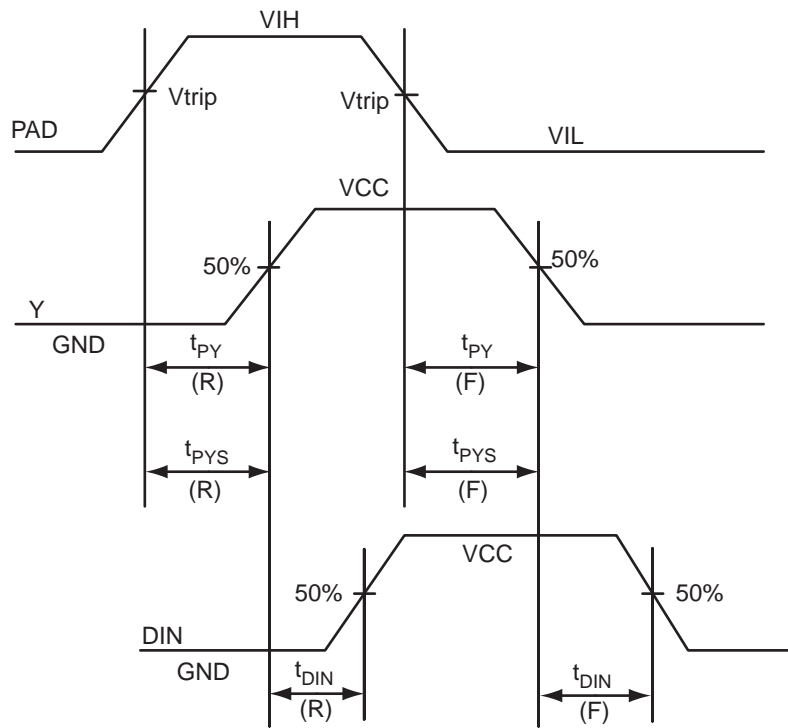 VIH
Vtrip
Vtrip
PAD
VIL
VCC
50%
50%
Y
GND
tPY
(R)
tPY
(F)
tPYS
(R)
tPYS
(F)
VCC
50%
50%
DIN
GND
tDIN
(R)
tDIN
(F)